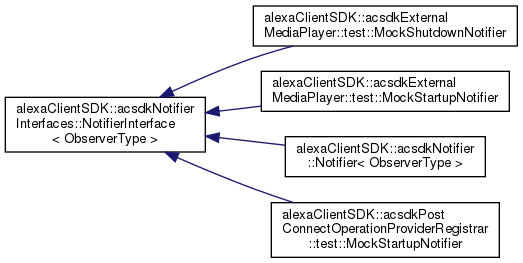 alexaClientSDK::acsdkExternal
MediaPlayer::test::MockShutdownNotifier
alexaClientSDK::acsdkExternal
MediaPlayer::test::MockStartupNotifier
alexaClientSDK::acsdkNotifier
Interfaces::NotifierInterface
< ObserverType >
alexaClientSDK::acsdkNotifier
::Notifier< ObserverType >
alexaClientSDK::acsdkPost
ConnectOperationProviderRegistrar
::test::MockStartupNotifier